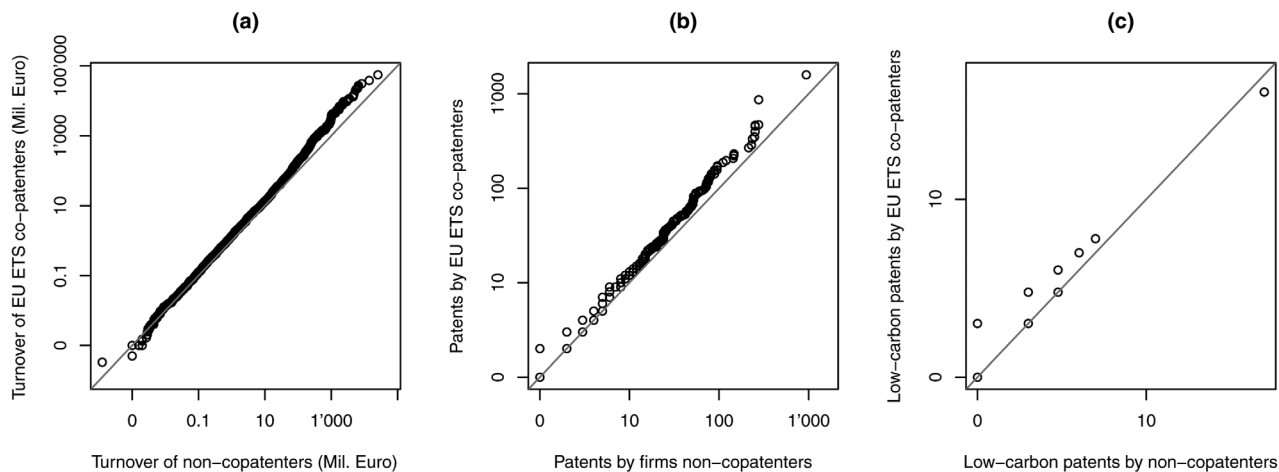 (a)
Turnover of EU ETS co−patenters (Mil. Euro)
100'000
1'000
10
0.1
0
0
0.1
10
1'000
Turnover of non−copatenters (Mil. Euro)
(b)
Patents by EU ETS co−patenters
1'000
100
10
0
0
10
100
1'000
Patents by firms non−copatenters
(c)
Low−carbon patents by EU ETS co−patenters
10
0
0
10
Low−carbon patents by non−copatenters